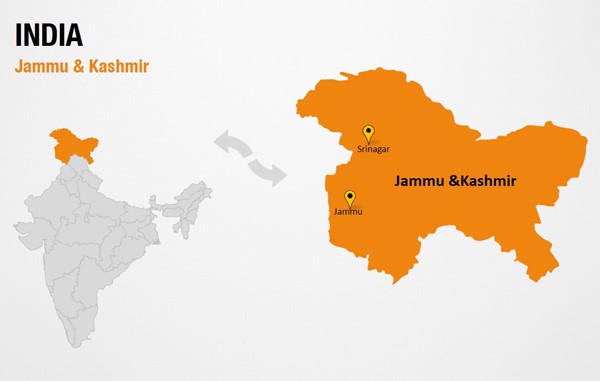 INDIA
Jammu & Kashmir
Srinagar
Jammu &Kashmir
Jammu